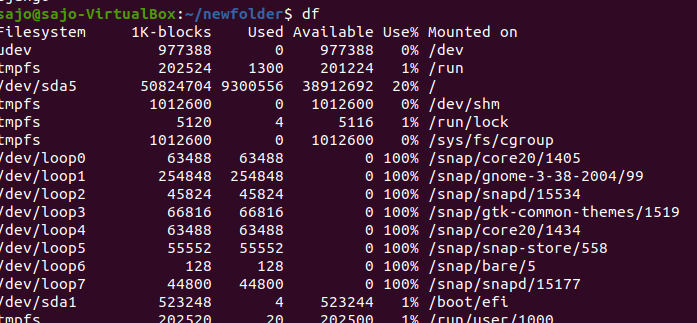 sajo@sajo-VirtualBox:~/newfolder$ df
Filesystem 1K-blocks Used Available Use% Mounted on
udev 977388 0 977388 0% /dev
tmpfs 202524 1300 201224 1% /run
/dev/sda5 50824704 9300556 38912692 20% /
tmpfs 1012600 0 1012600 0% /dev/shm
tmpfs 5120 4 5116 1% /run/lock
tmpfs 1012600 0 1012600 0% /sys/fs/cgroup
/dev/loop0 63488 63488 0 100% /snap/core20/1405
/dev/loop1 254848 254848 0 100% /snap/gnome-3-38-2004/99
/dev/loop2 45824 45824 0 100% /snap/snapd/15534
/dev/loop3 66816 66816 0 100% /snap/gtk-common-themes/1519
/dev/loop4 63488 63488 0 100% /snap/core20/1434
/dev/loop5 55552 55552 0 100% /snap/snap-store/558
/dev/loop6 128 128 0 100% /snap/bare/5
/dev/loop7 44800 44800 0 100% /snap/snapd/15177
/dev/sda1 523248 4 523244 1% /boot/efi
tmpfs 202520 20 202500 1% /run/user/1000